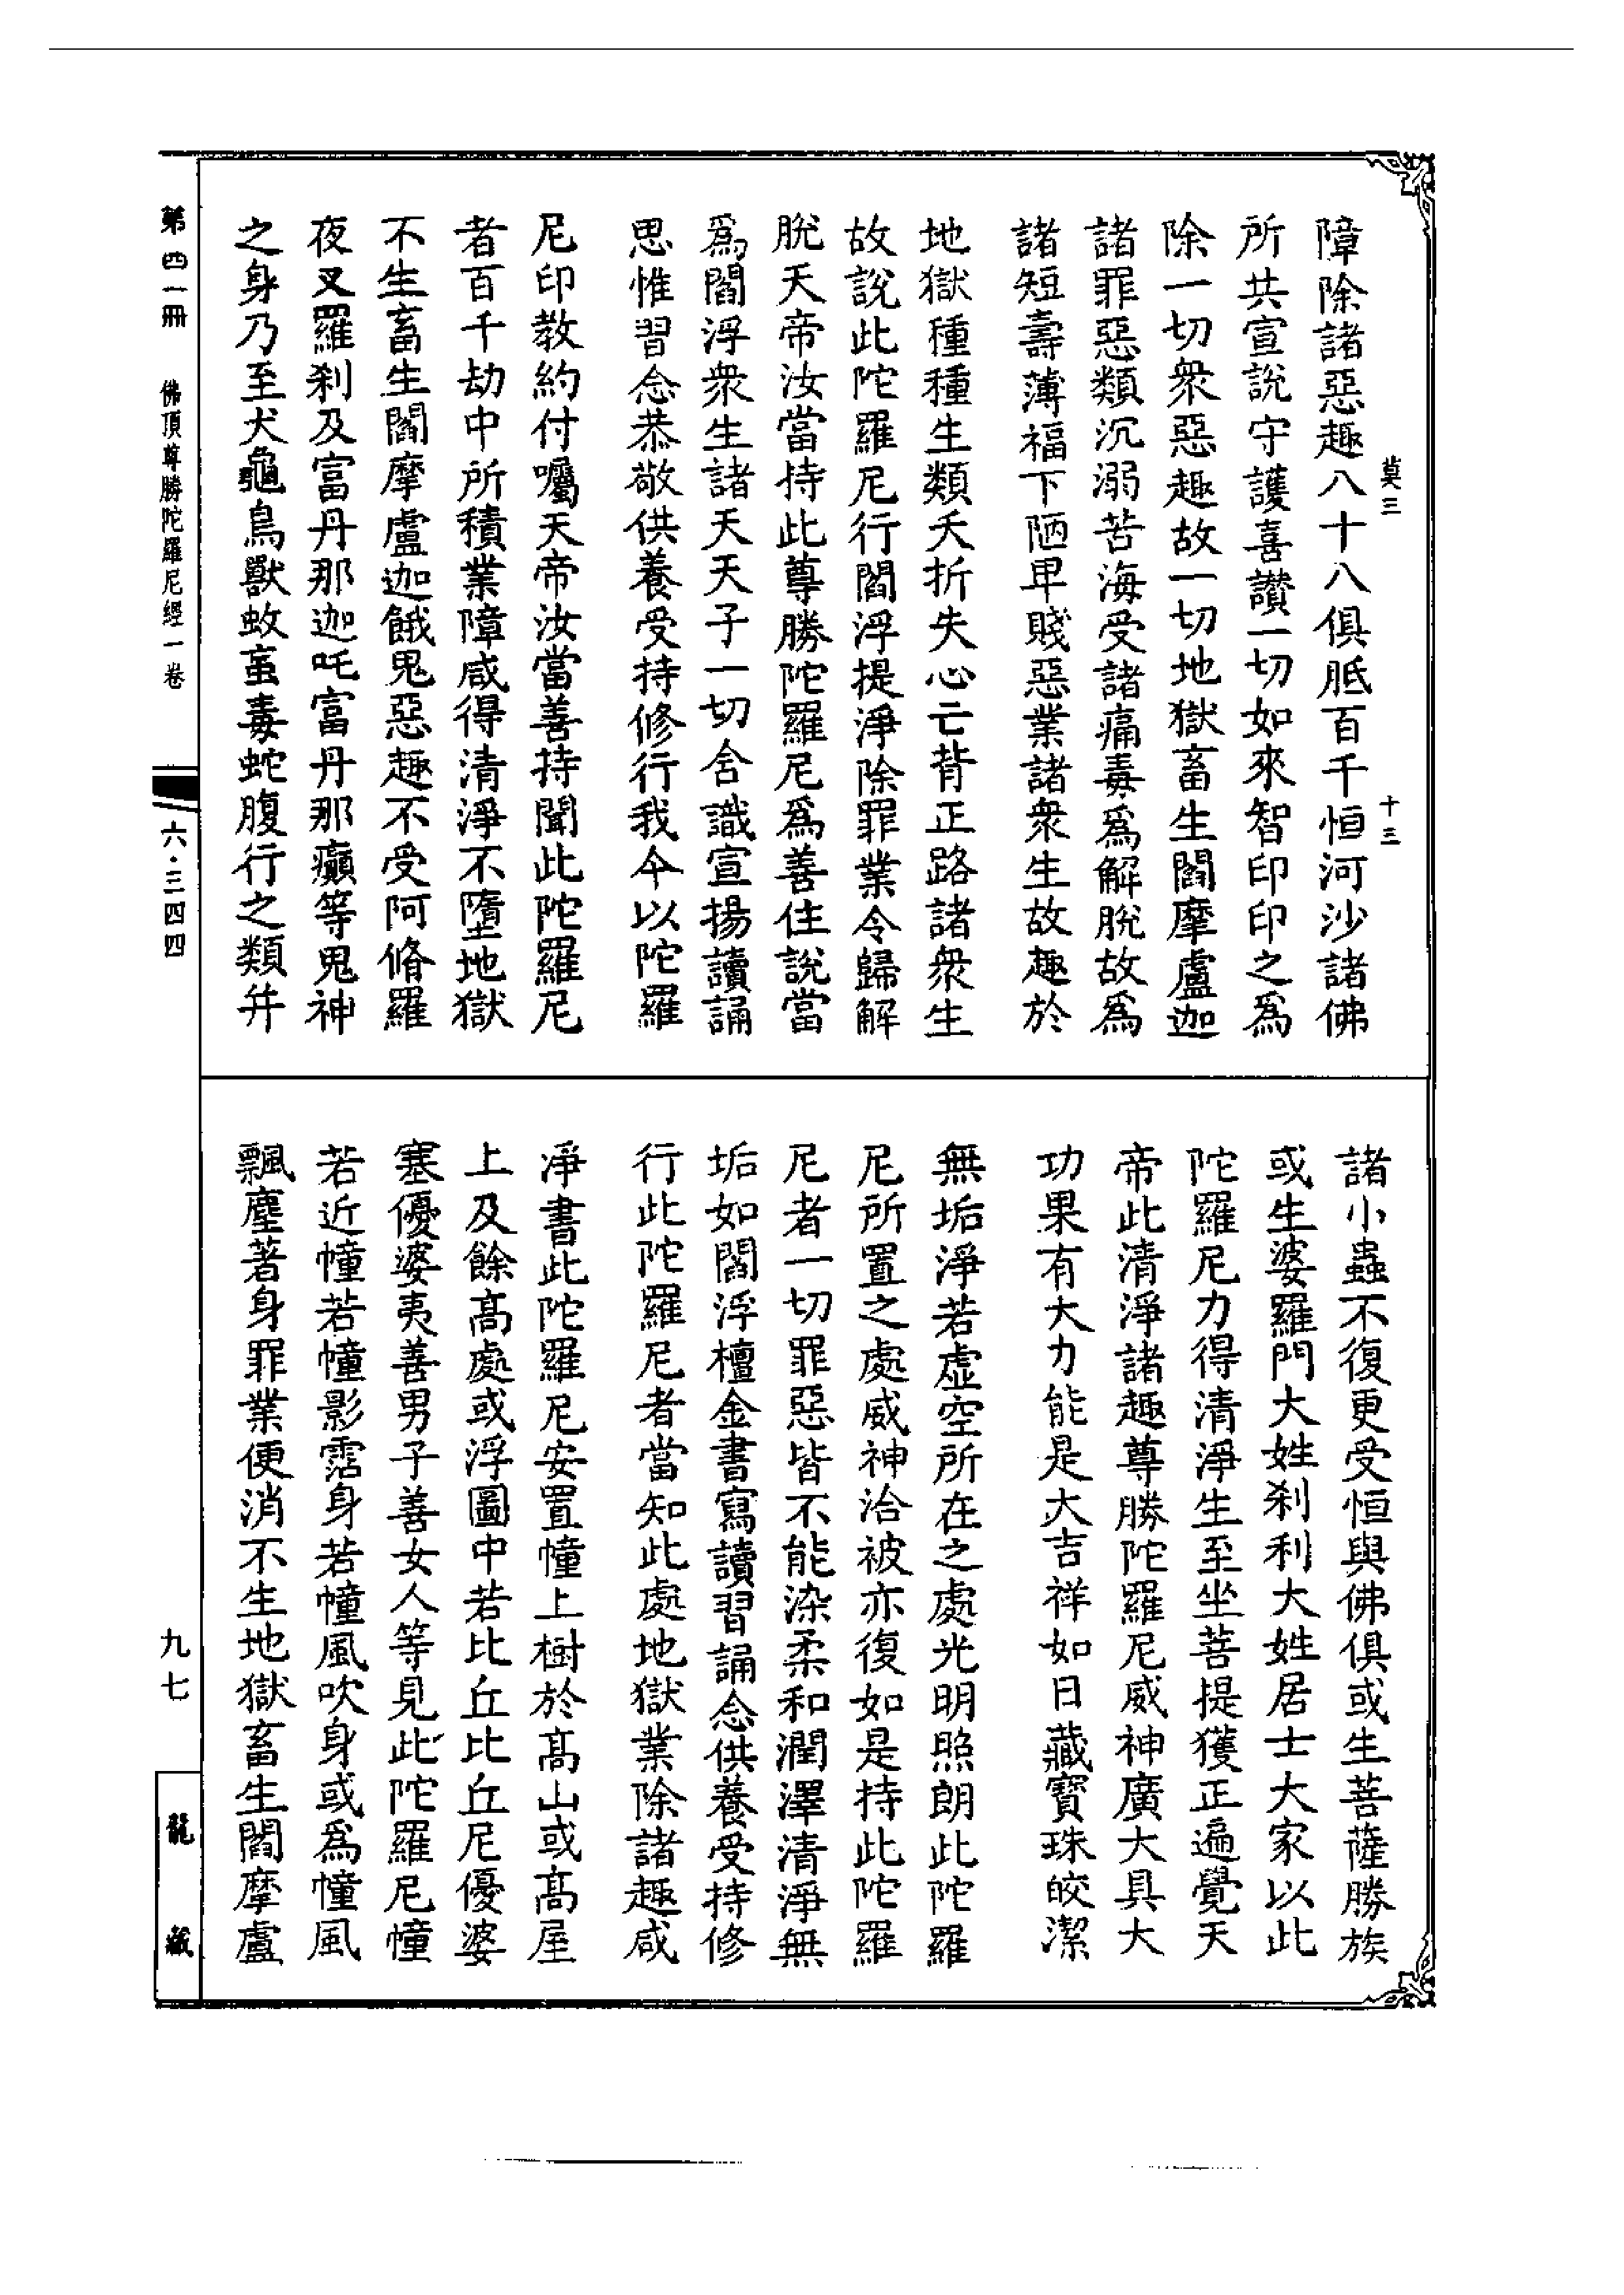 莫三 十三
障除諸惡趣八十八俱胝百千恒河沙諸佛
所共宣說守護喜讚一切如來智印印之爲
除一切衆惡趣故一切地獄畜生閻摩盧迦
諸罪惡類沉溺苦海受諸痛毒爲解脫故爲
諸短壽薄福下陋卑賤惡業諸衆生故趣於
地獄種種生類夭折失心亡背正路諸衆生
故說此陀羅尼行閻浮提淨除罪業令歸解
脫天帝汝當持此尊勝陀羅尼爲善住說當
爲閻浮衆生諸天天子一切含識宣揚讀誦
思惟習念恭敬供養受持修行我今以陀羅
尼印教約付囑天帝汝當善持聞此陀羅尼
者百千劫中所積業障咸得清淨不墮地獄
不生畜生閻摩盧迦餓鬼惡趣不受阿脩羅
夜叉羅剎及富丹那迦吒富丹那癲等鬼神
之身乃至犬龜鳥獸蚊䖟毒蛇腹行之類并
諸小蟲不復更受恒與佛俱或生菩薩勝族
或生婆羅門大姓剎利大姓居士大家以此
陀羅尼力得清淨生至坐菩提獲正遍覺天
帝此清淨諸趣尊勝陀羅尼威神廣大具大
功果有大力能是大吉祥如日藏寶珠皎潔
無垢淨若虛空所在之處光明照朗此陀羅
尼所置之處威神洽被亦復如是持此陀羅
尼者一切罪惡皆不能染柔和潤澤清淨無
垢如閻浮檀金書寫讀習誦念供養受持修
行此陀羅尼者當知此處地獄業除諸趣咸
淨書此陀羅尼安置幢上樹於高山或高屋
上及餘高處或浮圖中若比丘比丘尼優婆
塞優婆夷善男子善女人等見此陀羅尼幢
若近幢若幢影霑身若幢風吹身或爲幢風
飄塵著身罪業便消不生地獄畜生閻摩盧
第四一冊 佛頂尊勝陀羅尼經一卷 六·三四四 九七 龍藏